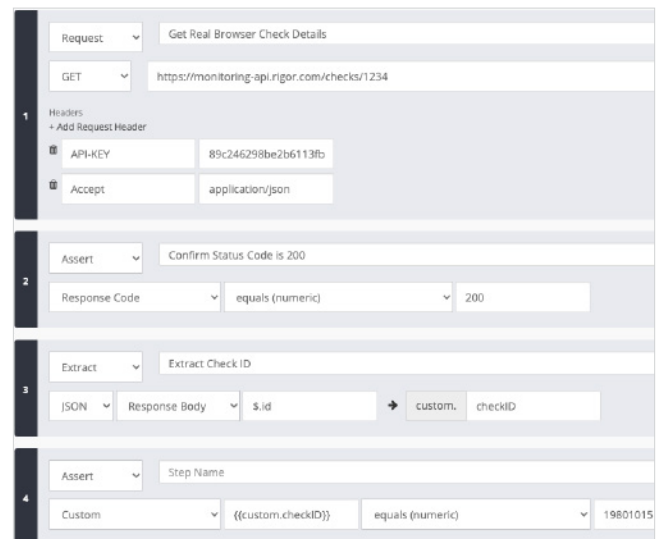 1
Request Get Real Browser Check Details
GET https://monitoring-api.rigor.com/checks/1234
Headers
+ Add Request Header
API-KEY 89c246298be2b6113fb
Accept application/json
2
Assert Confirm Status Code is 200
Response Code equals (numeric) 200
3
Extract Extract Check ID
JSON Response Body $.id custom. checkID
4
Assert Step Name
Custom {{custom.checkID}} equals (numeric) 19801015